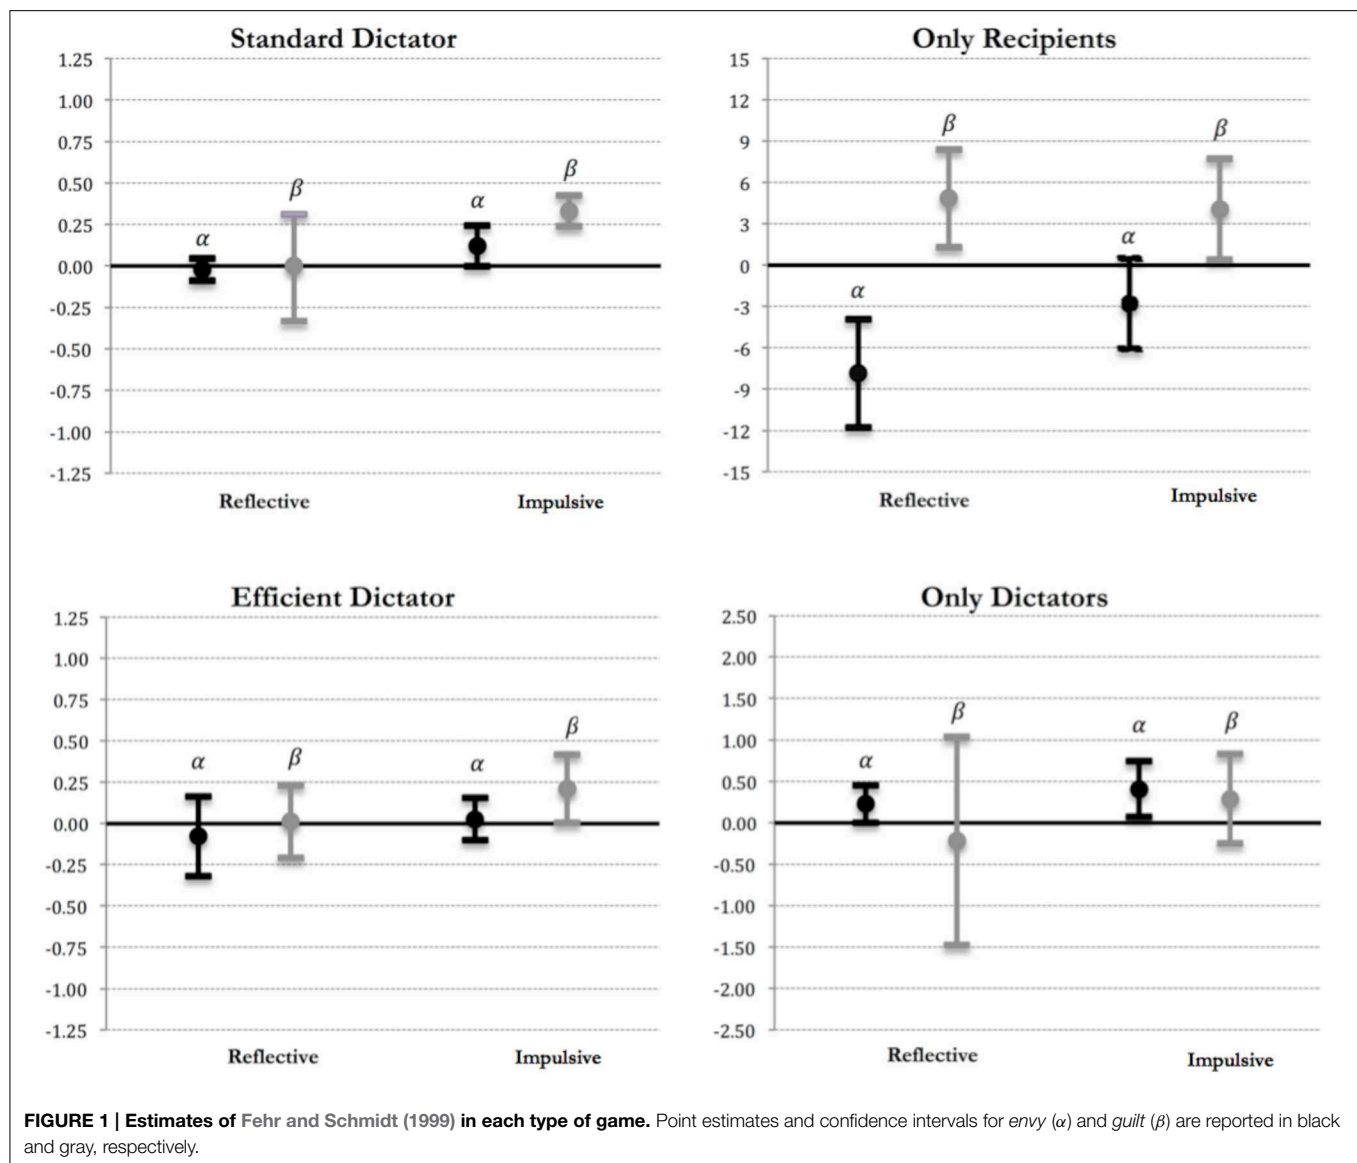 Standard Dictator
1.25
1.00
0.75
0.50
0.25
0.00
-0.25
-0.50
-0.75
-1.00
-1.25
α
β
α
β
Reflective
Impulsive
Only Recipients
15
12
9
6
3
0
-3
-6
-9
-12
-15
α
β
α
β
Reflective
Impulsive
Efficient Dictator
1.25
1.00
0.75
0.50
0.25
0.00
-0.25
-0.50
-0.75
-1.00
-1.25
α
β
α
β
Reflective
Impulsive
Only Dictators
2.50
2.00
1.50
1.00
0.50
0.00
-0.50
-1.00
-1.50
-2.00
-2.50
α
β
α
β
Reflective
Impulsive
FIGURE 1 | Estimates of Fehr and Schmidt (1999) in each type of game. Point estimates and confidence intervals for envy (α) and guilt (β) are reported in black
and gray, respectively.